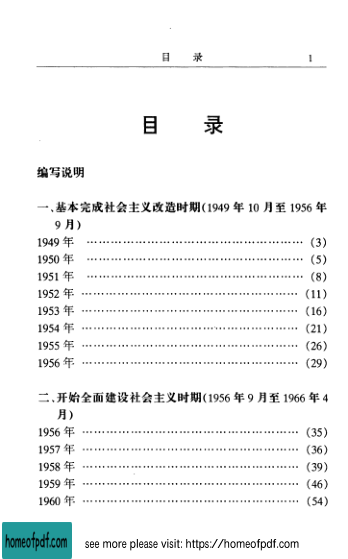 目 录 1
目 录
编写说明
一、基本完成社会主义改造时期(1949 年 10 月至 1956 年
9 月)
1949 年 ………………………………………………… (3)
1950 年 ………………………………………………… (5)
1951 年 ………………………………………………… (8)
1952 年 ………………………………………………… (11)
1953 年 ………………………………………………… (16)
1954 年 ………………………………………………… (21)
1955 年 ………………………………………………… (26)
1956 年 ………………………………………………… (29)
二、开始全面建设社会主义时期(1956 年 9 月至 1966 年 4
月)
1956 年 ………………………………………………… (35)
1957 年 ………………………………………………… (36)
1958 年 ………………………………………………… (39)
1959 年 ………………………………………………… (46)
1960 年 ………………………………………………… (54)
homeofpdf.com
see more please visit: https://homeofpdf.com